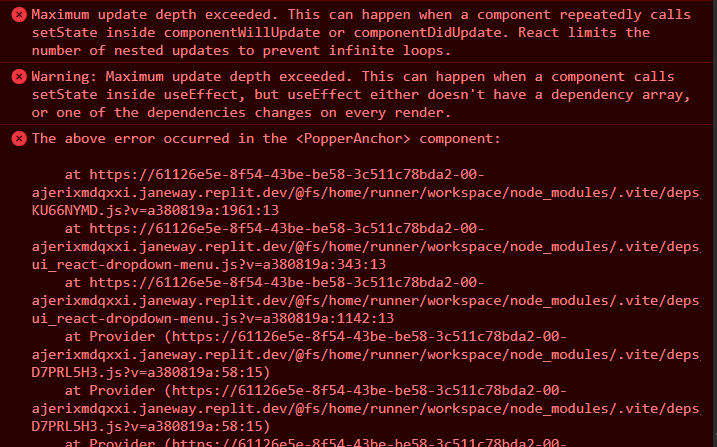 Maximum update depth exceeded. This can happen when a component repeatedly calls
setState inside componentWillUpdate or componentDidUpdate. React limits the
number of nested updates to prevent infinite loops.
Warning: Maximum update depth exceeded. This can happen when a component calls
setState inside useEffect, but useEffect either doesn't have a dependency array,
or one of the dependencies changes on every render.
The above error occurred in the <PopperAnchor> component:
at https://61126e5e-8f54-43be-be58-3c511c78bda2-00-
ajerixmdqxxi.janeway.replit.dev/@fs/home/runner/workspace/node_modules/.vite/deps
KU66NYMD.js?v=a380819a:1961:13
at https://61126e5e-8f54-43be-be58-3c511c78bda2-00-
ajerixmdqxxi.janeway.replit.dev/@fs/home/runner/workspace/node_modules/.vite/deps
ui_react-dropdown-menu.js?v=a380819a:343:13
at https://61126e5e-8f54-43be-be58-3c511c78bda2-00-
ajerixmdqxxi.janeway.replit.dev/@fs/home/runner/workspace/node_modules/.vite/deps
ui_react-dropdown-menu.js?v=a380819a:1142:13
at Provider (https://61126e5e-8f54-43be-be58-3c511c78bda2-00-
ajerixmdqxxi.janeway.replit.dev/@fs/home/runner/workspace/node_modules/.vite/deps
D7PRL5H3.js?v=a380819a:58:15)
at Provider (https://61126e5e-8f54-43be-be58-3c511c78bda2-00-
ajerixmdqxxi.janeway.replit.dev/@fs/home/runner/workspace/node_modules/.vite/deps
D7PRL5H3.js?v=a380819a:58:15)
at Provider (https://61126e5e-8f54-43be-be58-3c511c78bda2-00-